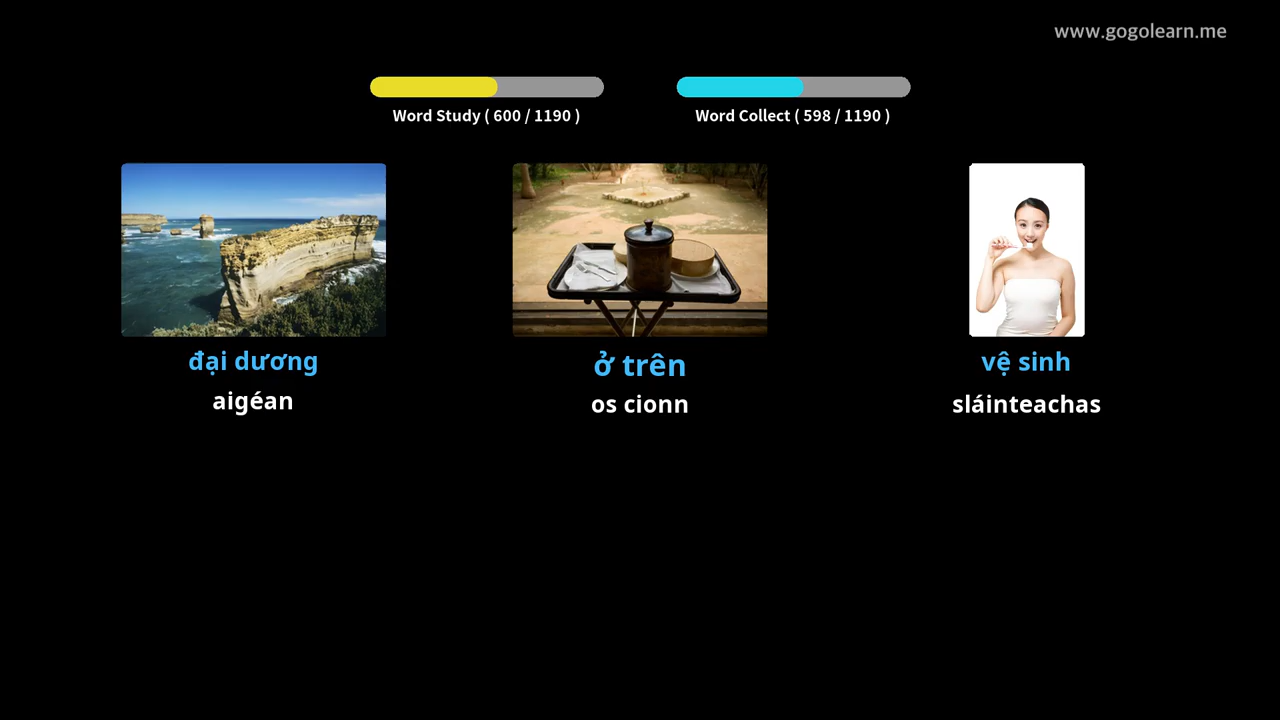 www.gogolearn.me
Word Study ( 600 / 1190 )
Word Collect ( 598 / 1190 )
đại dương
aigéan
ở trên
os cionn
vệ sinh
sláinteachas